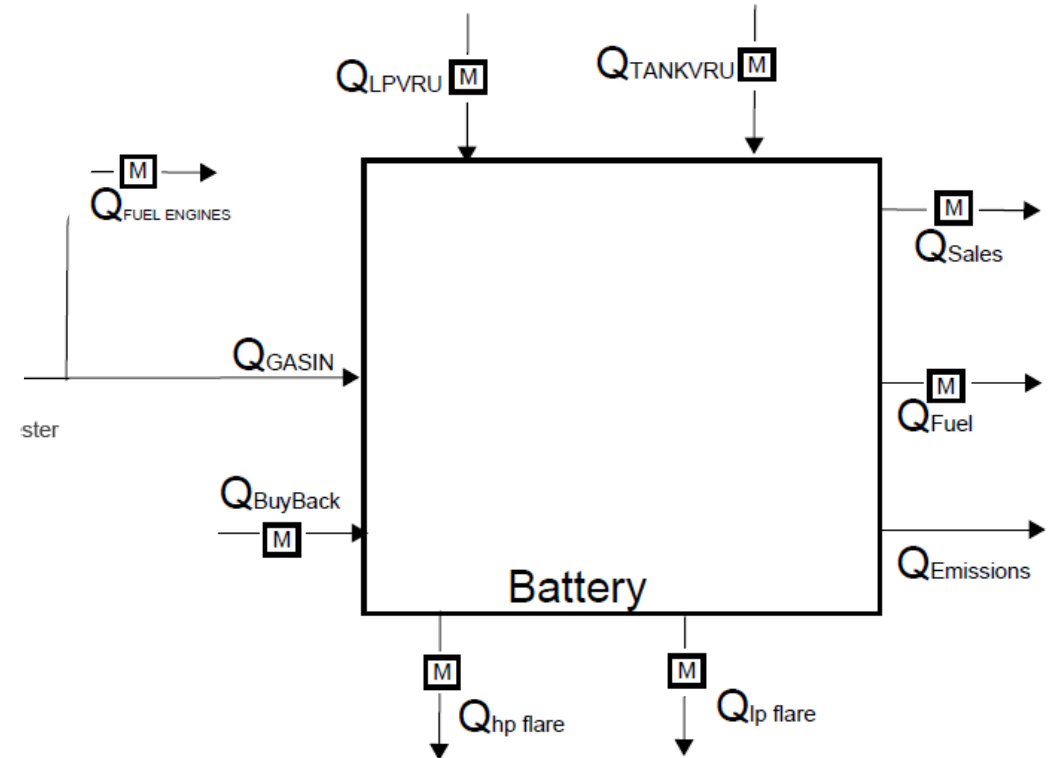 QLPVRU M
QTANKVRU M
M
QFUEL ENGINES
M
QSales
QGASIN
M
QFuel
QBuyBack
M
QEmissions
Battery
M
Qhp flare
M
Qlp flare